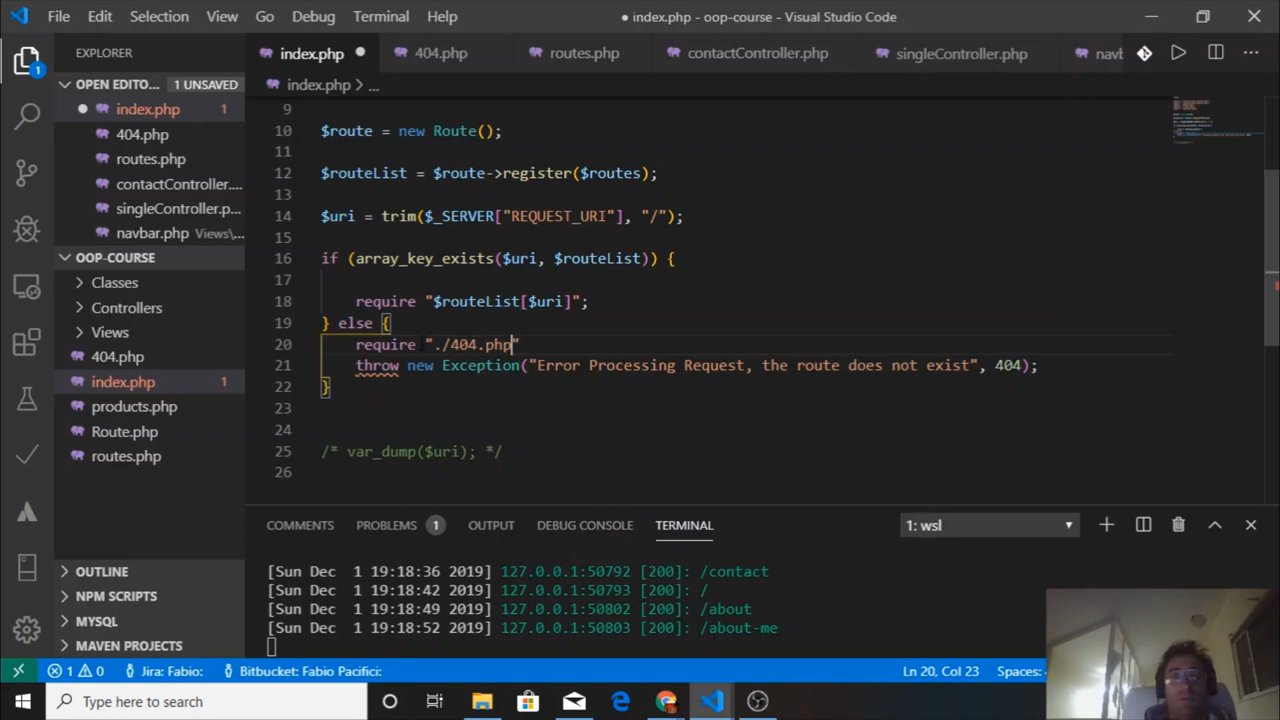 File Edit Selection View Go Debug Terminal Help
● index.php - oop-course - Visual Studio Code
EXPLORER
index.php
404.php
routes.php
contactController.php
singleController.php
navb
OPEN EDITO... 1 UNSAVED
index.php 1
404.php
routes.php
contactController....
singleController.p...
navbar.php Views\...
OOP-COURSE
Classes
Controllers
Views
404.php
index.php 1
products.php
Route.php
routes.php
OUTLINE
NPM SCRIPTS
MYSQL
MAVEN PROJECTS
index.php > ...
9
10 $route = new Route();
11
12 $routeList = $route->register($routes);
13
14 $uri = trim($_SERVER["REQUEST_URI"], "/");
15
16 if (array_key_exists($uri, $routeList)) {
17
18 require "$routeList[$uri]";
19 } else {
20 require "./404.php"
21 throw new Exception("Error Processing Request, the route does not exist", 404);
22 }
23
24
25 /* var_dump($uri); */
26
COMMENTS PROBLEMS 1 OUTPUT DEBUG CONSOLE TERMINAL 1: wsl
[Sun Dec 1 19:18:36 2019] 127.0.0.1:50792 [200]: /contact
[Sun Dec 1 19:18:42 2019] 127.0.0.1:50793 [200]: /
[Sun Dec 1 19:18:49 2019] 127.0.0.1:50802 [200]: /about
[Sun Dec 1 19:18:52 2019] 127.0.0.1:50803 [200]: /about-me
1 0 Jira: Fabio: Bitbucket: Fabio Pacifici: Ln 20, Col 23 Spaces:
Type here to search